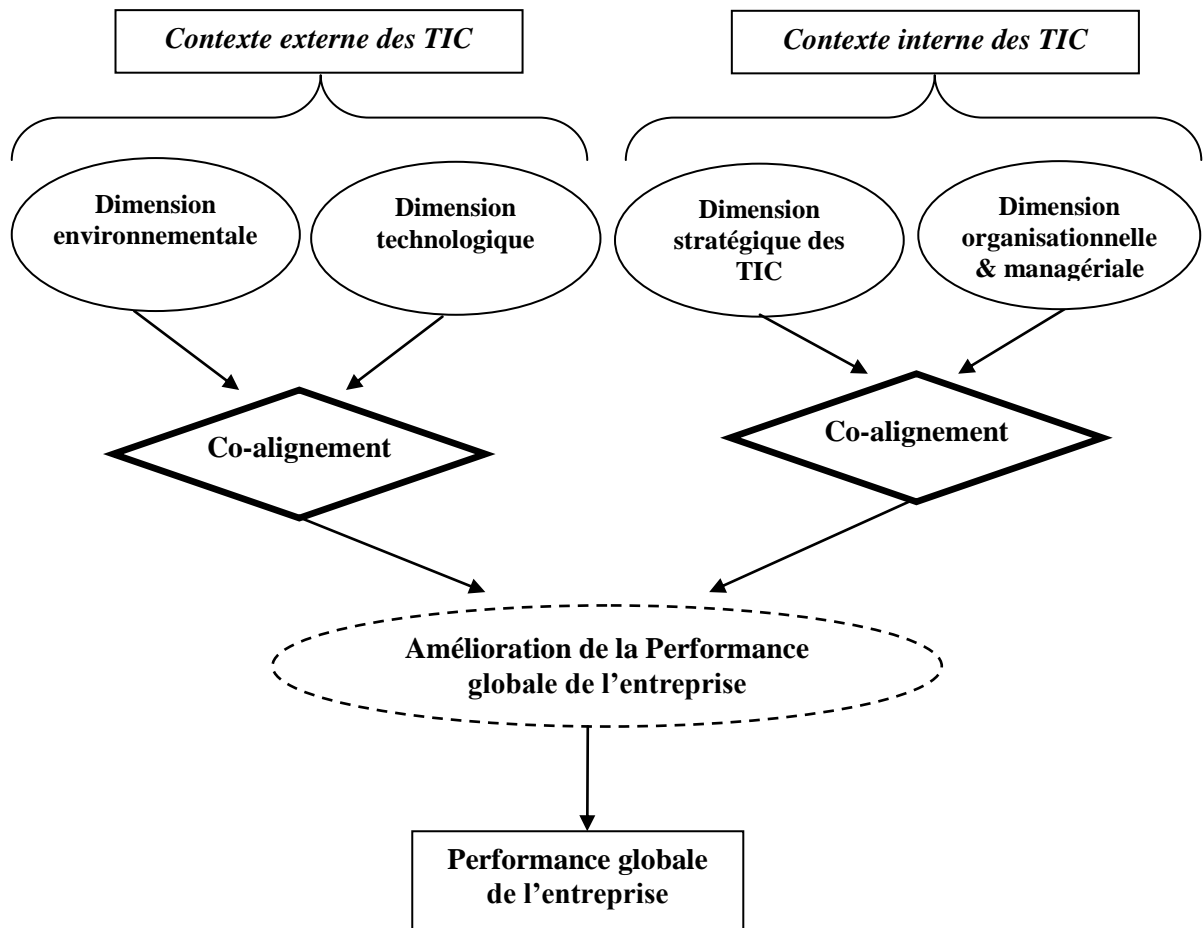 Contexte externe des TIC
Contexte interne des TIC
Dimension
environnementale
Dimension
technologique
Dimension
stratégique des
TIC
Dimension
organisationnelle
& managériale
Co-alignement
Co-alignement
Amélioration de la Performance
globale de l’entreprise
Performance globale
de l’entreprise